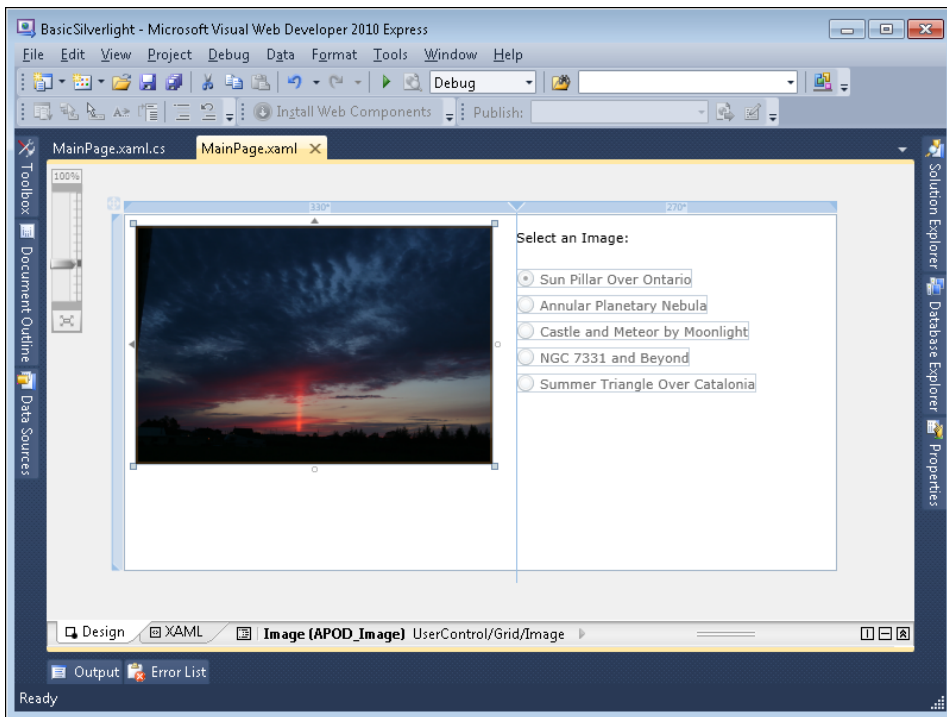 BasicSilverlight - Microsoft Visual Web Developer 2010 Express
File Edit View Project Debug Data Format Tools Window Help
Debug
Install Web Components Publish:
MainPage.xaml.cs MainPage.xaml
Toolbox
Document Outline
Data Sources
100%
330* 270*
Select an Image:
Sun Pillar Over Ontario
Annular Planetary Nebula
Castle and Meteor by Moonlight
NGC 7331 and Beyond
Summer Triangle Over Catalonia
Solution Explorer
Database Explorer
Properties
Design XAML Image (APOD_Image) UserControl/Grid/Image
Output Error List
Ready